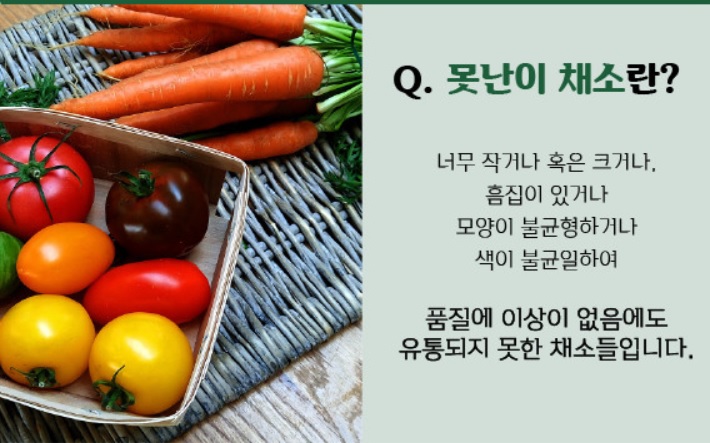 Q. 못난이 채소란?
너무 작거나 혹은 크거나,
흠집이 있거나
모양이 불균형하거나
색이 불균일하여
품질에 이상이 없음에도
유통되지 못한 채소들입니다.